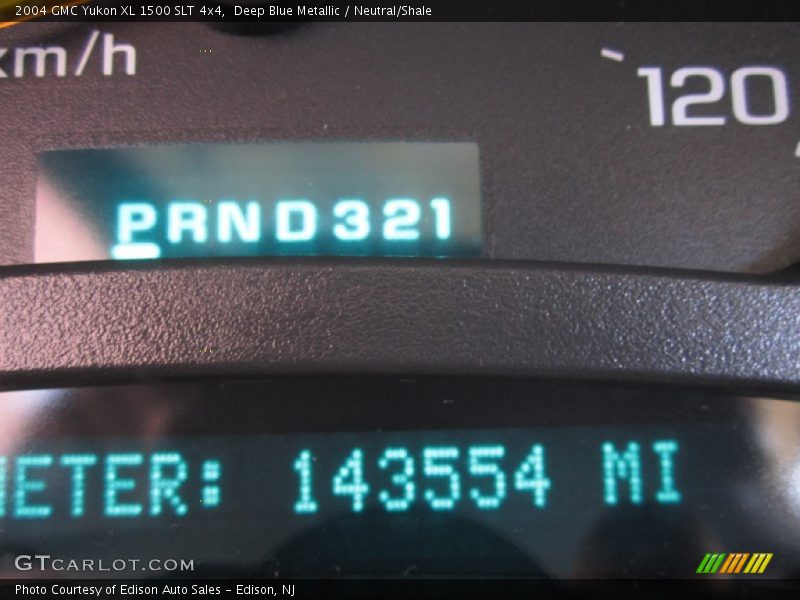 2004 GMC Yukon XL 1500 SLT 4x4, Deep Blue Metallic / Neutral/Shale
km/h
120
PRND321
METER: 143554 MI
GTCARLOT.COM
Photo Courtesy of Edison Auto Sales - Edison, NJ